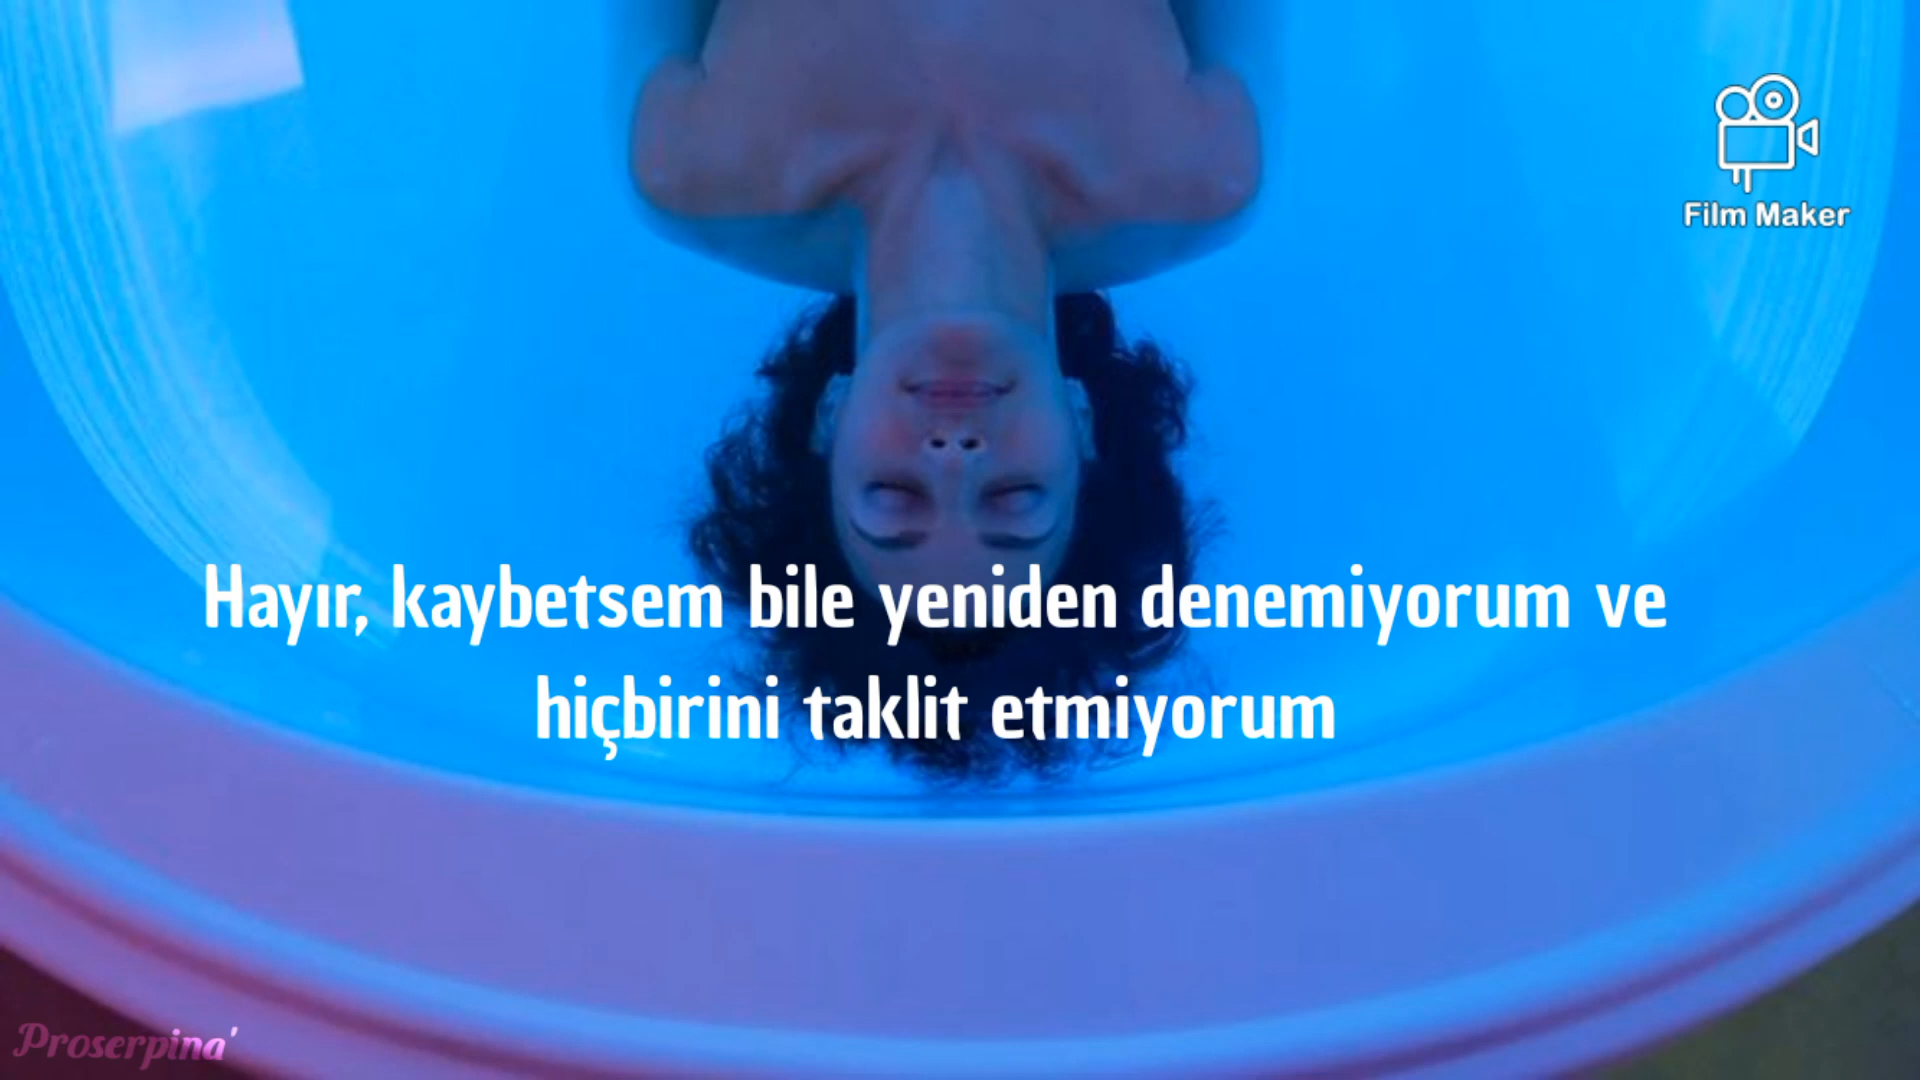 Film Maker
Hayır, kaybetsem bile yeniden denemiyorum ve
hiçbirini taklit etmiyorum
Proserpina'